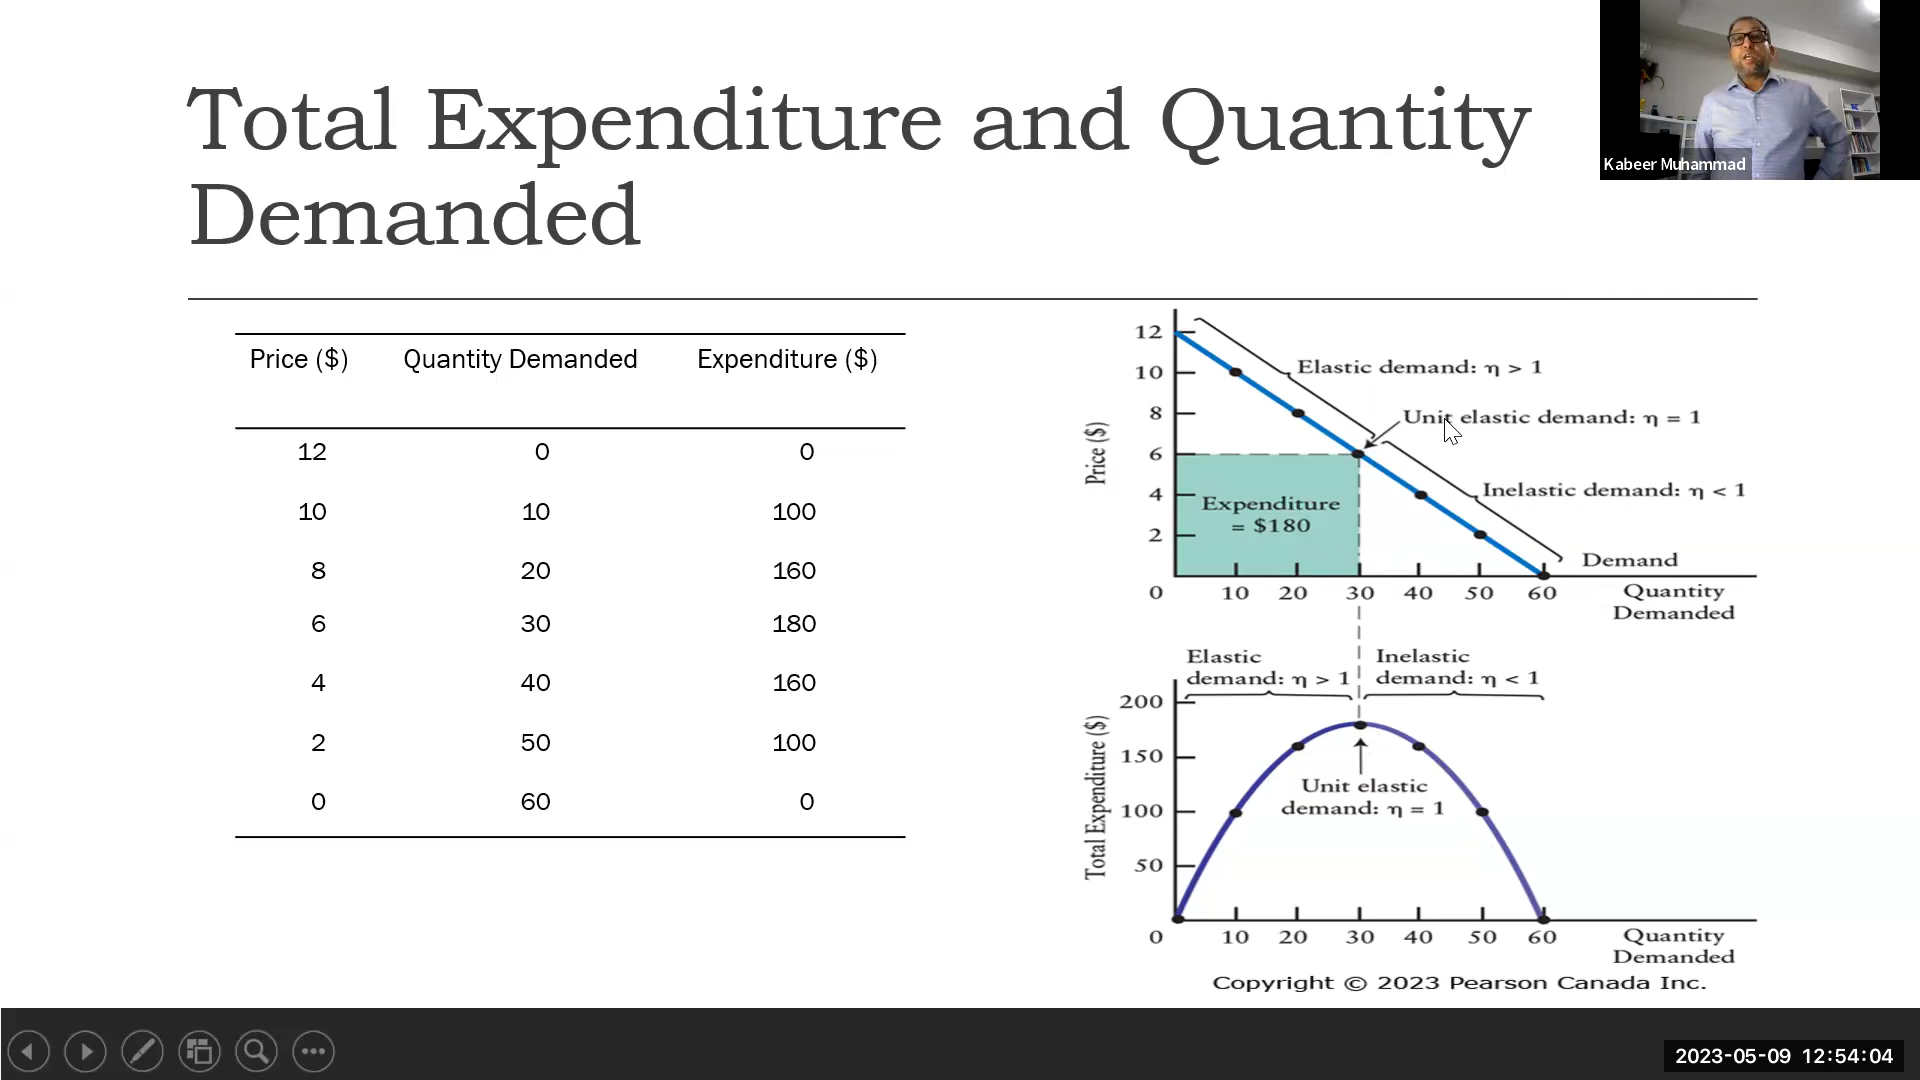 Total Expenditure and Quantity
Demanded
Kabeer Muhammad
Price ($) Quantity Demanded Expenditure ($)
12 0 0
10 10 100
8 20 160
6 30 180
4 40 160
2 50 100
0 60 0
Price ($)
12
10
8
6
4
2
0 10 20 30 40 50 60
Elastic demand: η > 1
Unit elastic demand: η = 1
Inelastic demand: η < 1
Expenditure
= $180
Demand
Quantity
Demanded
Elastic
demand: η > 1
Inelastic
demand: η < 1
Total Expenditure ($)
200
150
100
50
0 10 20 30 40 50 60
Unit elastic
demand: η = 1
Quantity
Demanded
Copyright © 2023 Pearson Canada Inc.
2023-05-09 12:54:04